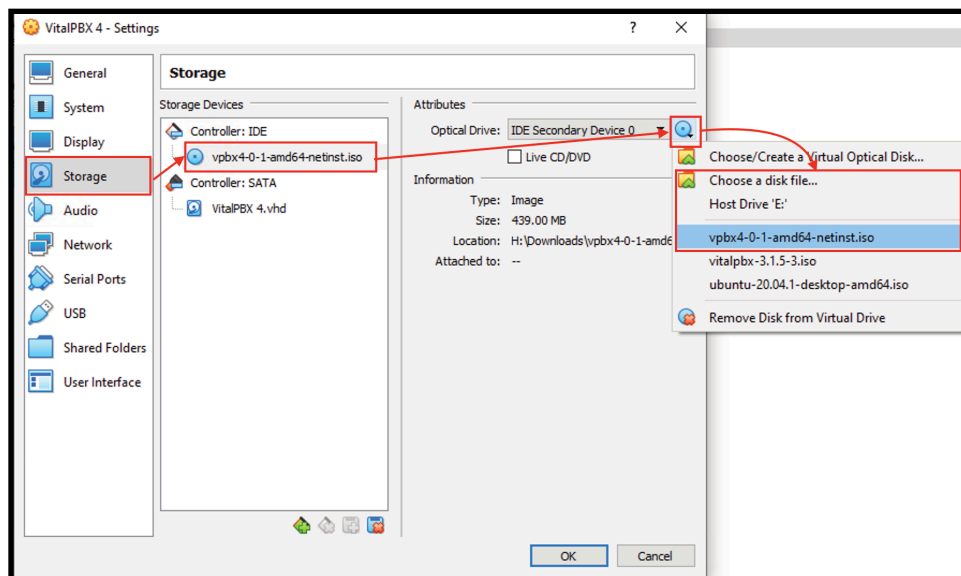 VitalPBX 4 - Settings
?
General
System
Display
Storage
Audio
Network
Serial Ports
USB
Shared Folders
User Interface
Storage
Storage Devices
Controller: IDE
vpbx4-0-1-amd64-netinst.iso
Controller: SATA
VitalPBX 4.vhd
Attributes
Optical Drive: IDE Secondary Device 0
Live CD/DVD
Information
Type: Image
Size: 439.00 MB
Location: H:\Downloads\vpbx4-0-1-amd6
Attached to: --
Choose/Create a Virtual Optical Disk...
Choose a disk file...
Host Drive 'E:'
vpbx4-0-1-amd64-netinst.iso
vitalpbx-3.1.5-3.iso
ubuntu-20.04.1-desktop-amd64.iso
Remove Disk from Virtual Drive
OK
Cancel